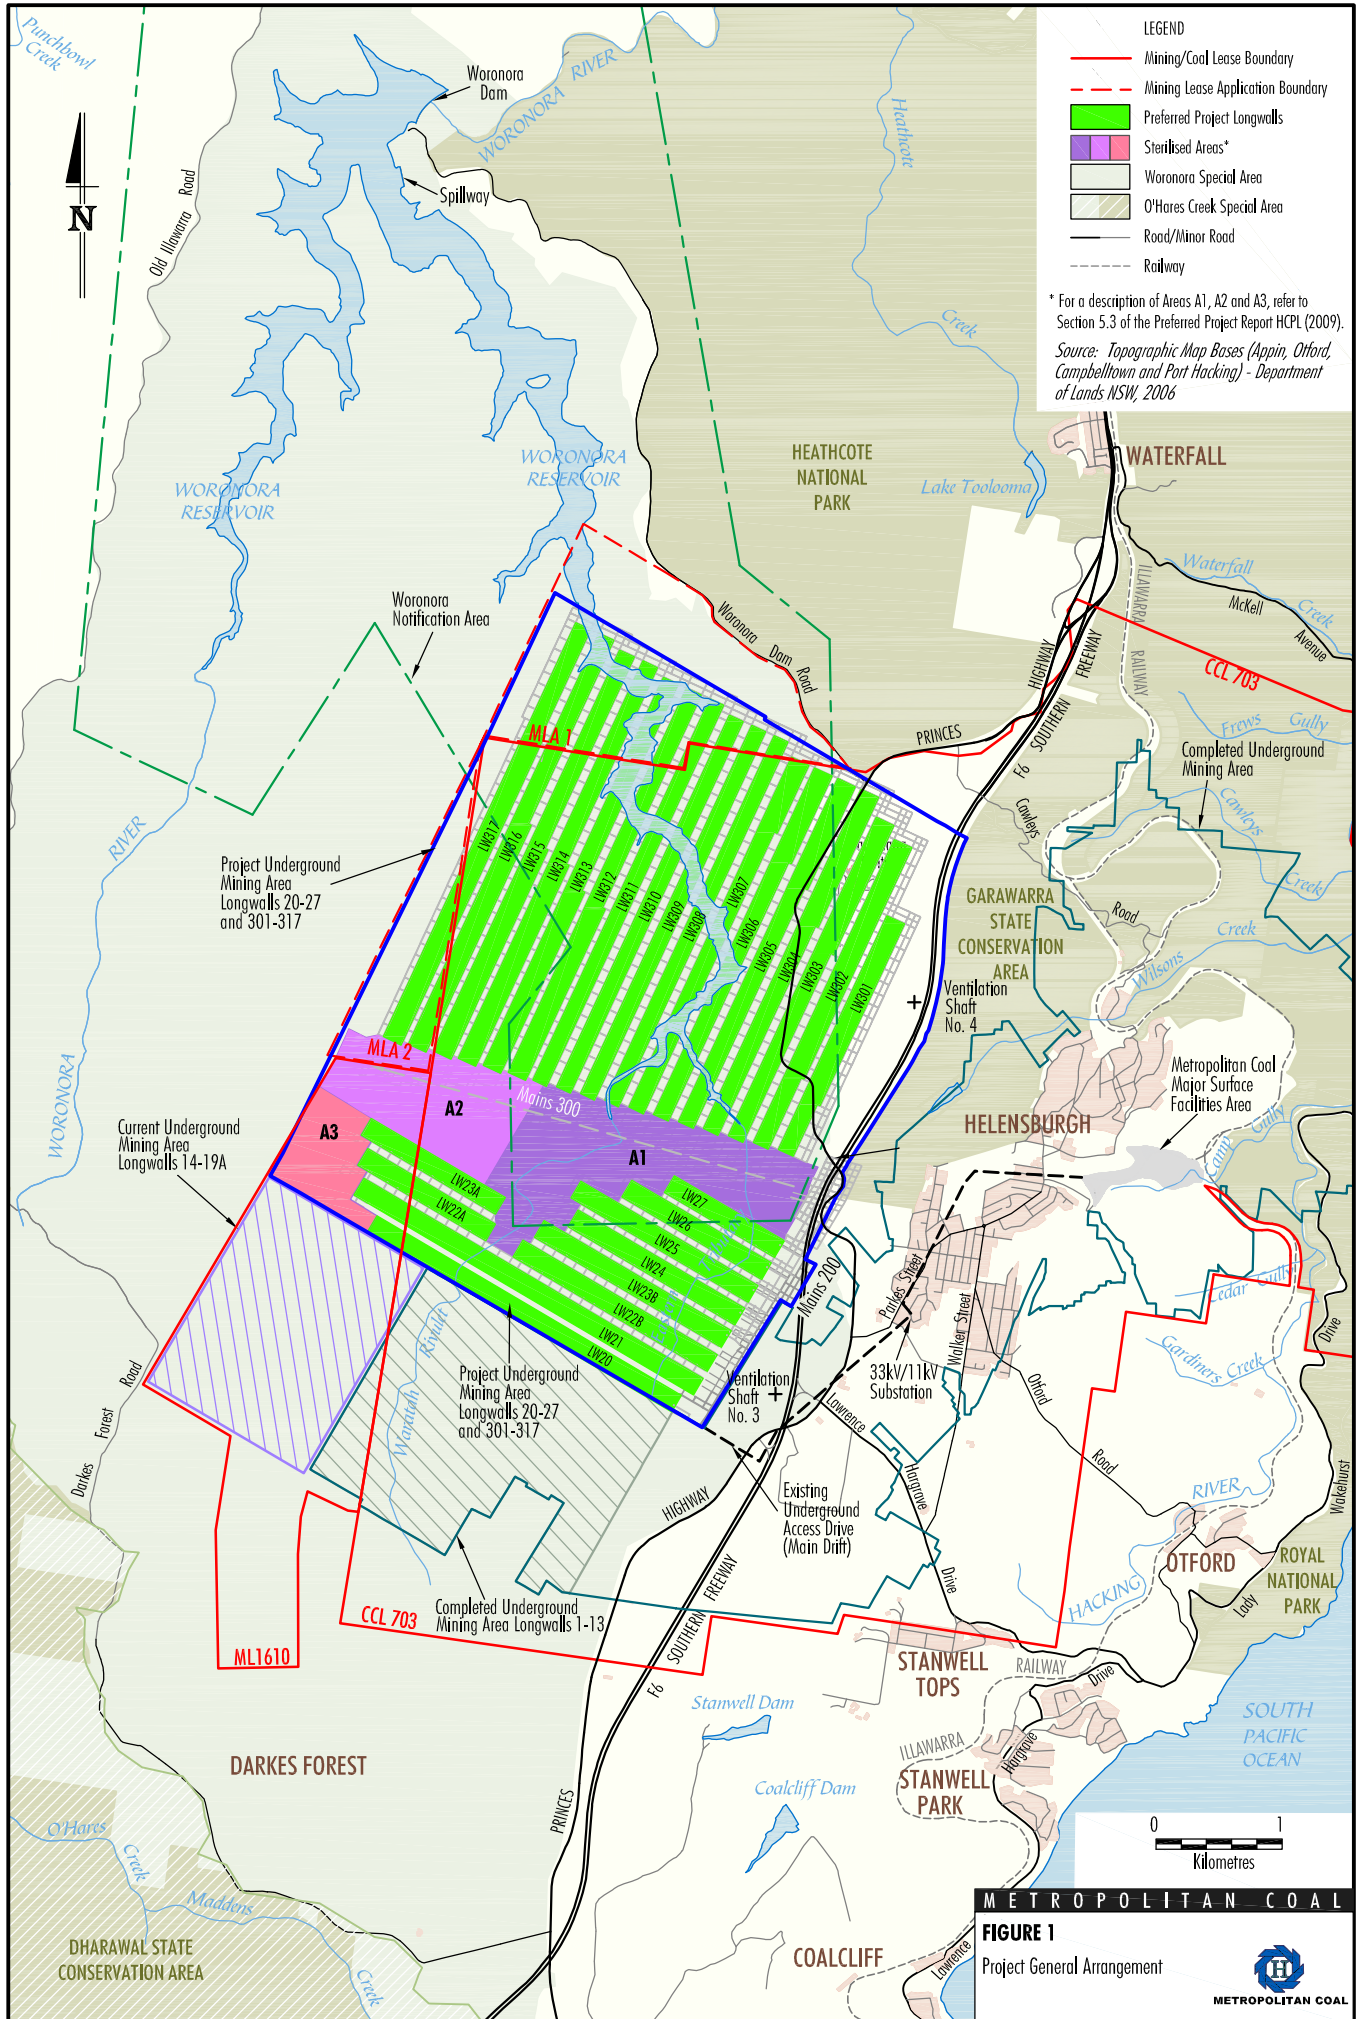 Punchbowl
Creek
Woronora
Dam
WORONORA
RIVER
Spillway
Old Illawarra
Road
N
Heathcote
Creek
LEGEND
Mining/Coal Lease Boundary
Mining Lease Application Boundary
Preferred Project Longwalls
Sterilised Areas*
Woronora Special Area
O'Hares Creek Special Area
Road/Minor Road
Railway
* For a description of Areas A1, A2 and A3, refer to
Section 5.3 of the Preferred Project Report HCPL (2009).
Source: Topographic Map Bases (Appin, Otford,
Campbelltown and Port Hacking) - Department
of Lands NSW, 2006
WORONORA
RESERVOIR
WORONORA
RESERVOIR
HEATHCOTE
NATIONAL
PARK
Lake Toolooma
WATERFALL
Waterfall
Creek
McKell
Avenue
ILLAWARRA
RAILWAY
CCL 703
Frews Gully
Woronora
Notification Area
Woronora
Dam
Road
HIGHWAY
FREEWAY
PRINCES
F6 SOUTHERN
Completed Underground
Mining Area
Cawleys
Creek
Cawleys
Road
MLA 1
RIVER
Project Underground
Mining Area
Longwalls 20-27
and 301-317
LW317
LW316
LW315
LW314
LW313
LW312
LW311
LW310
LW309
LW308
LW307
LW306
LW305
LW304
LW303
LW302
LW301
GARAWARRA
STATE
CONSERVATION
AREA
Wilsons
Creek
Ventilation
Shaft
No. 4
WORONORA
MLA 2
A2
Mains 300
A3
A1
Metropolitan Coal
Major Surface
Facilities Area
HELENSBURGH
Camp Gully
Current Underground
Mining Area
Longwalls 14-19A
LW23A
LW22A
LW27
LW26
LW25
LW24
LW23B
LW22B
LW21
LW20
Mains 200
Parkes Street
Walker Street
Cedar Gully
Drive
Gardiners Creek
Waratah
Rivulet
Project Underground
Mining Area
Longwalls 20-27
and 301-317
Ventilation
Shaft
No. 3
33kV/11kV
Substation
Lawrence
Hargrave
Drive
Otford
Road
Darkes
Forest
Road
HIGHWAY
Existing
Underground
Access Drive
(Main Drift)
RIVER
HACKING
Wakehurst
OTFORD
ROYAL
NATIONAL
PARK
Lady
Completed Underground
Mining Area Longwalls 1-13
CCL 703
ML1610
F6 SOUTHERN
FREEWAY
STANWELL
TOPS
RAILWAY
Drive
Stanwell Dam
SOUTH
PACIFIC
OCEAN
DARKES FOREST
ILLAWARRA
Hargrave
STANWELL
PARK
Coalcliff Dam
PRINCES
O'Hares
Creek
Maddens
Creek
0 1
Kilometres
DHARAWAL STATE
CONSERVATION AREA
COALCLIFF
Lawrence
METROPOLITAN COAL
FIGURE 1
Project General Arrangement
H
METROPOLITAN COAL